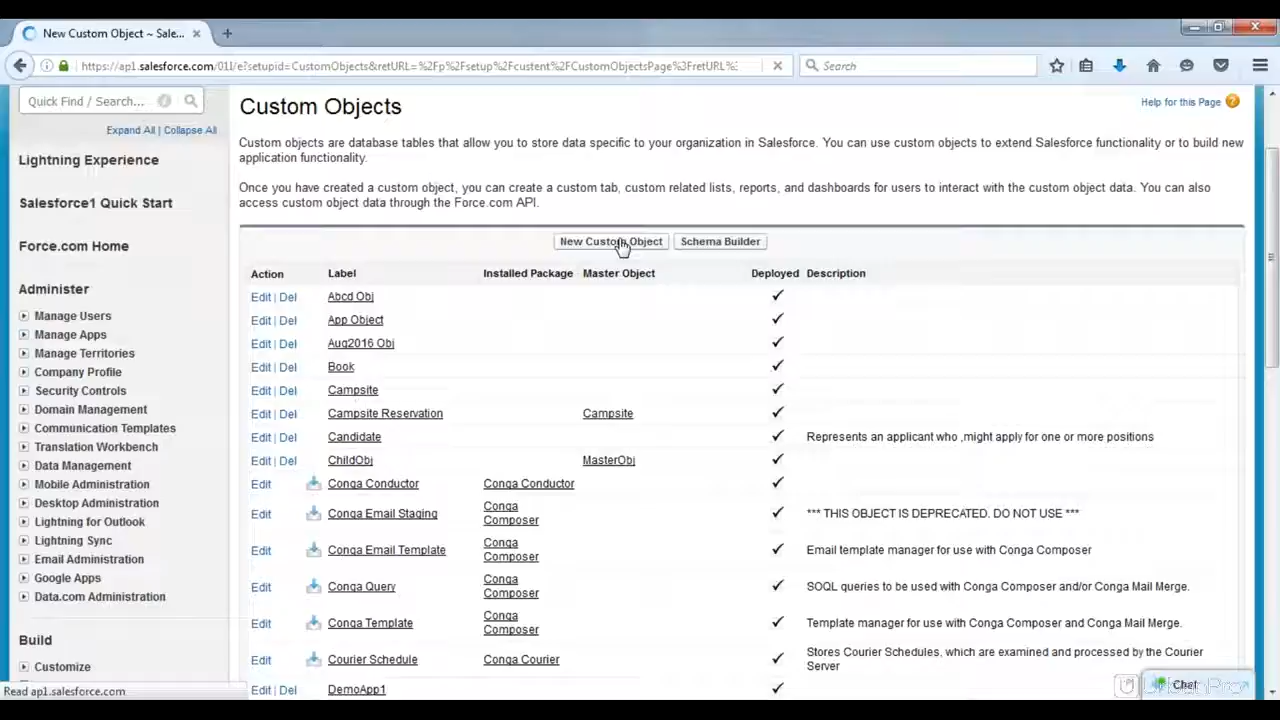 New Custom Object ~ Sale...
https://ap1.salesforce.com/01I/e?setupid=CustomObjects&retURL=%2Fp%2Fsetup%2Fcustent%2FCustomObjectsPage%3FretURL%
Search
Quick Find / Search...
Expand All | Collapse All
Lightning Experience
Salesforce1 Quick Start
Force.com Home
Administer
Manage Users
Manage Apps
Manage Territories
Company Profile
Security Controls
Domain Management
Communication Templates
Translation Workbench
Data Management
Mobile Administration
Desktop Administration
Lightning for Outlook
Lightning Sync
Email Administration
Google Apps
Data.com Administration
Build
Customize
Read ap1.salesforce.com
Custom Objects
Help for this Page
Custom objects are database tables that allow you to store data specific to your organization in Salesforce. You can use custom objects to extend Salesforce functionality or to build new
application functionality.
Once you have created a custom object, you can create a custom tab, custom related lists, reports, and dashboards for users to interact with the custom object data. You can also
access custom object data through the Force.com API.
New Custom Object Schema Builder
Action Label Installed Package Master Object Deployed Description
Edit | Del Abcd Obj
Edit | Del App Object
Edit | Del Aug2016 Obj
Edit | Del Book
Edit | Del Campsite
Edit | Del Campsite Reservation Campsite
Edit | Del Candidate Represents an applicant who ,might apply for one or more positions
Edit | Del ChildObj MasterObj
Edit Conga Conductor Conga Conductor
Edit Conga Email Staging Conga Composer *** THIS OBJECT IS DEPRECATED. DO NOT USE ***
Edit Conga Email Template Conga Composer Email template manager for use with Conga Composer
Edit Conga Query Conga Composer SOQL queries to be used with Conga Composer and/or Conga Mail Merge.
Edit Conga Template Conga Composer Template manager for use with Conga Composer and Conga Mail Merge.
Edit Courier Schedule Conga Courier Stores Courier Schedules, which are examined and processed by the Courier
Server
Edit | Del DemoApp1
Chat
UrbanPro